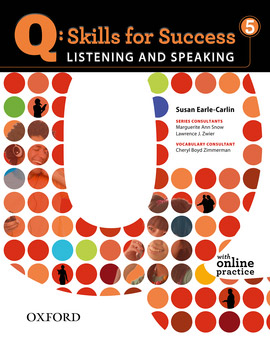 Q: Skills for Success 5
LISTENING AND SPEAKING
Susan Earle-Carlin
SERIES CONSULTANTS
Marguerite Ann Snow
Lawrence J. Zwier
VOCABULARY CONSULTANT
Cheryl Boyd Zimmerman
with
online
practice
OXFORD